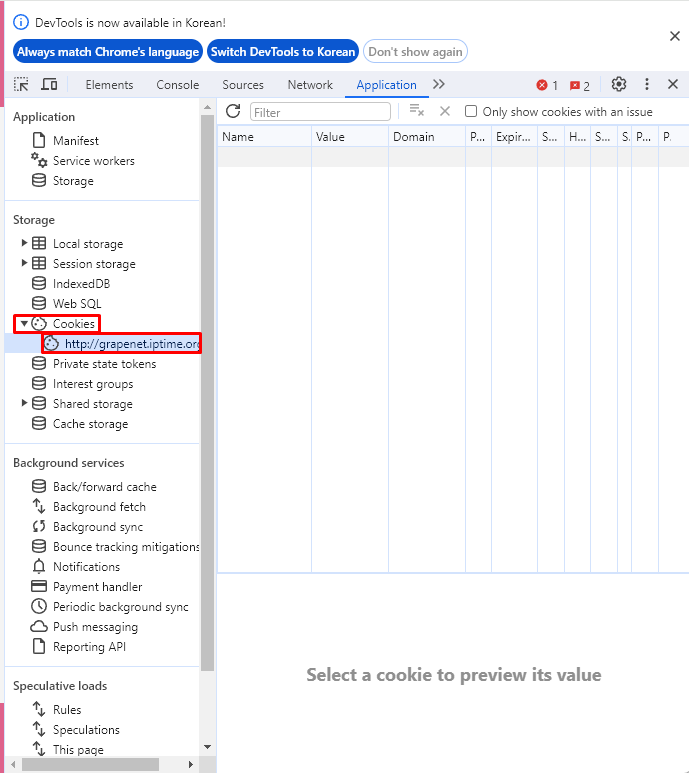 DevTools is now available in Korean!
Always match Chrome's language Switch DevTools to Korean Don't show again
Elements Console Sources Network Application 1 2
Application
Manifest
Service workers
Storage
Storage
Local storage
Session storage
IndexedDB
Web SQL
Cookies
http://grapenet.iptime.org
Private state tokens
Interest groups
Shared storage
Cache storage
Background services
Back/forward cache
Background fetch
Background sync
Bounce tracking mitigations
Notifications
Payment handler
Periodic background sync
Push messaging
Reporting API
Speculative loads
Rules
Speculations
This page
Filter Only show cookies with an issue
Name Value Domain P... Expir... S... H... S... S. P... P.
Select a cookie to preview its value